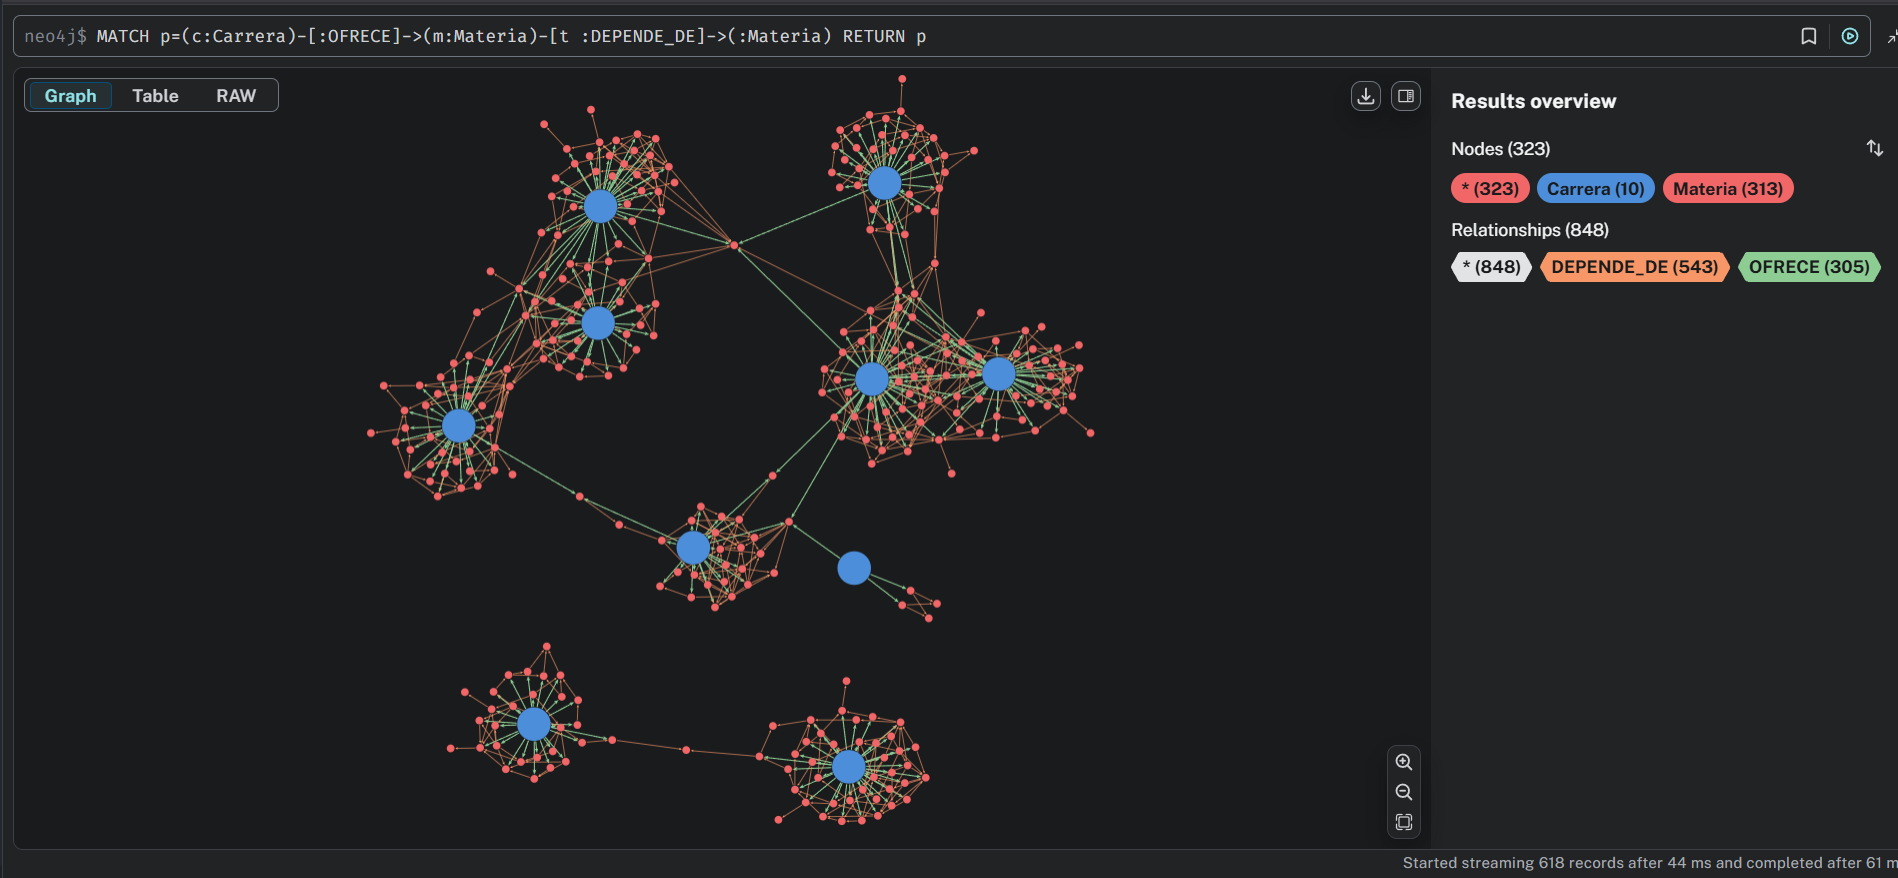 neo4j$ MATCH p=(c:Carrera)-[:OFRECE]->(m:Materia)-[t :DEPENDE_DE]->(:Materia) RETURN p
Graph Table RAW
Results overview
Nodes (323)
* (323) Carrera (10) Materia (313)
Relationships (848)
* (848) DEPENDE_DE (543) OFRECE (305)
Started streaming 618 records after 44 ms and completed after 61 m